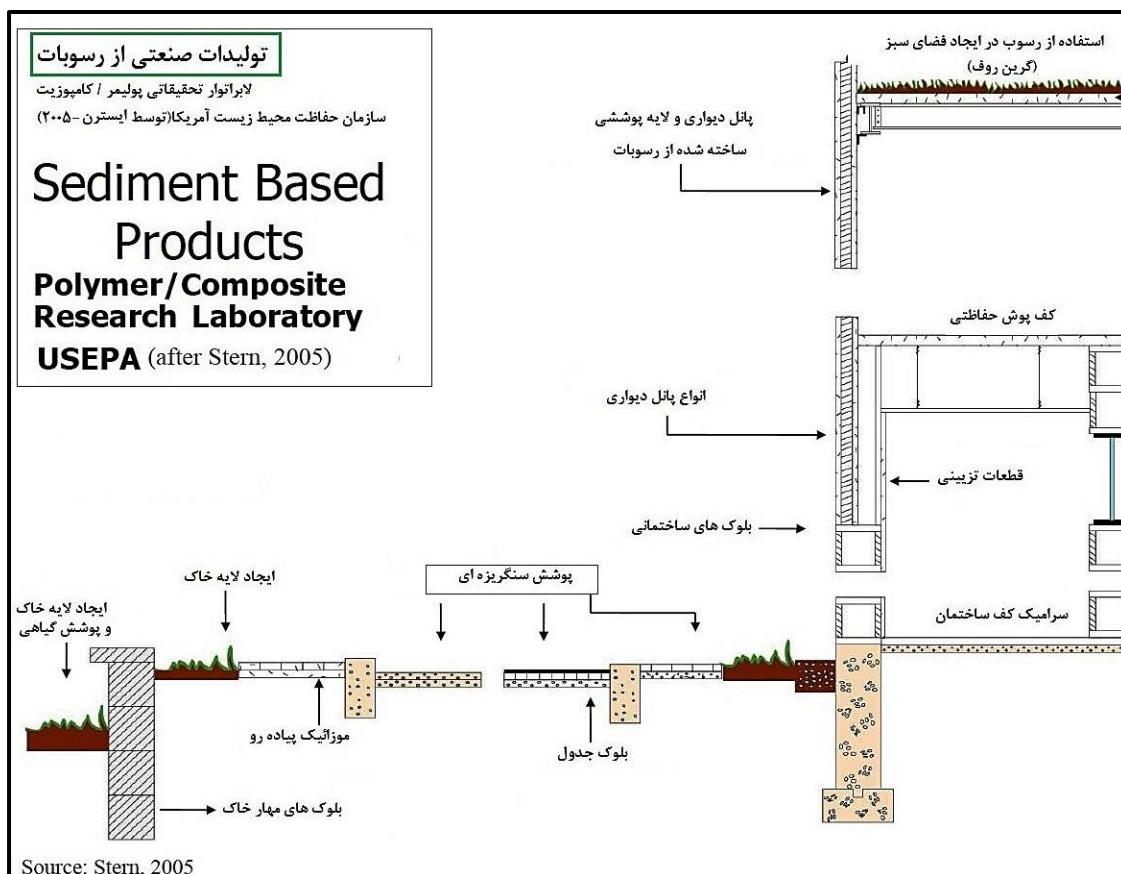 تولیدات صنعتی از رسوبات
لابراتوار تحقیقاتی پولیمر / کامپوزیت
سازمان حفاظت محیط زیست آمریکا(توسط ایسترن -۲۰۰۵)
Sediment Based
Products
Polymer/Composite
Research Laboratory
USEPA (after Stern, 2005)
استفاده از رسوب در ایجاد فضای سبز
(گرین روف)
پانل دیواری و لایه پوششی
ساخته شده از رسوبات
کف پوش حفاظتی
انواع پانل دیواری
قطعات تزیینی
بلوک های ساختمانی
پوشش سنگریزه ای
ایجاد لایه خاک
ایجاد لایه خاک
و پوشش گیاهی
سرامیک کف ساختمان
موزائیک پیاده رو
بلوک جدول
بلوک های مهار خاک
Source: Stern, 2005